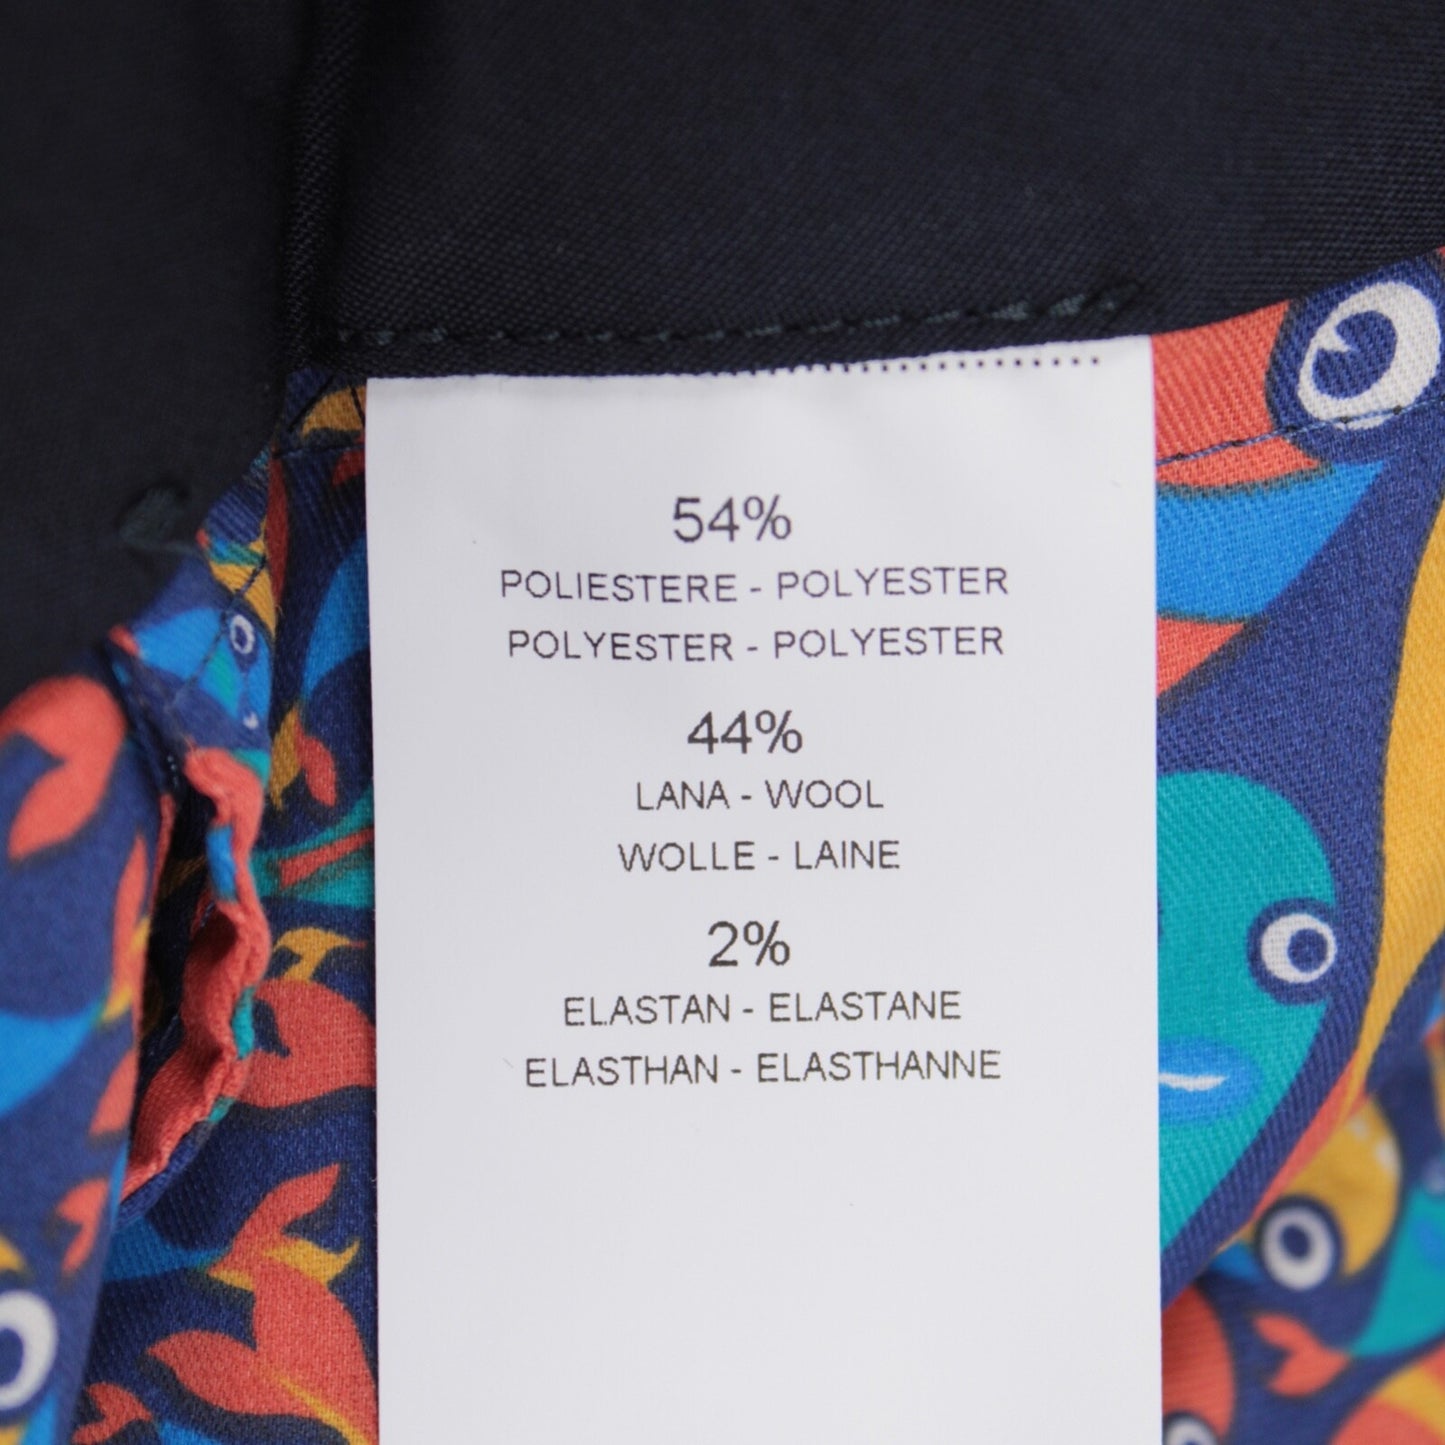 54%
POLIESTERE - POLYESTER
POLYESTER - POLYESTER
44%
LANA - WOOL
WOLLE - LAINE
2%
ELASTAN - ELASTANE
ELASTHAN - ELASTHANNE